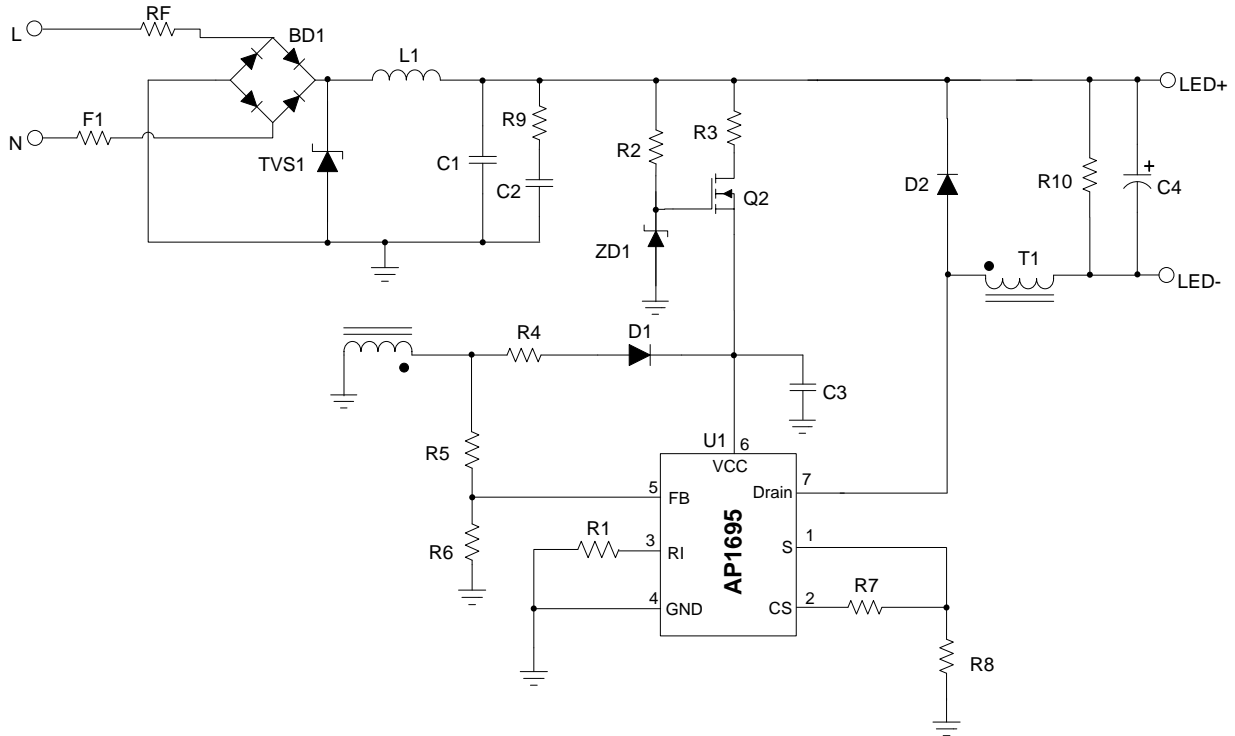 RF
L
BD1
L1
LED+
F1
R9
R3
N
R2
TVS1
C1
C2
Q2
D2
R10
+
C4
ZD1
T1
LED-
R4
D1
C3
U1
6
VCC
R5
5
FB
Drain
7
R1
3
RI
AP1695
S
1
R6
4
GND
CS
2
R7
R8